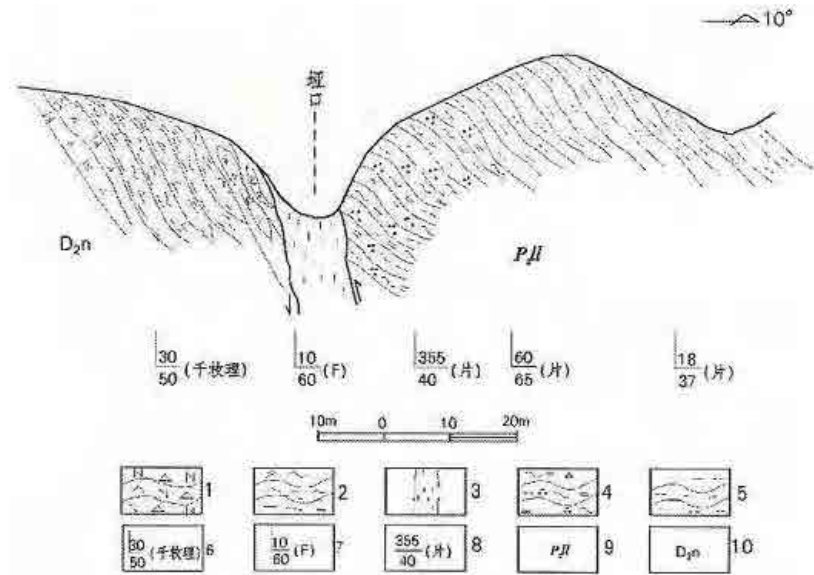 10°
垭口
D₂n
P₂ll
30/50 (千枚理) 10/60 (F) 355/40 (片) 60/65 (片) 18/37 (片)
10m 0 10 20m
N N 1 2 3 4 5
30/50 (千枚理) 6 10/60 (F) 7 355/40 (片) 8 P₂ll 9 D₂n 10